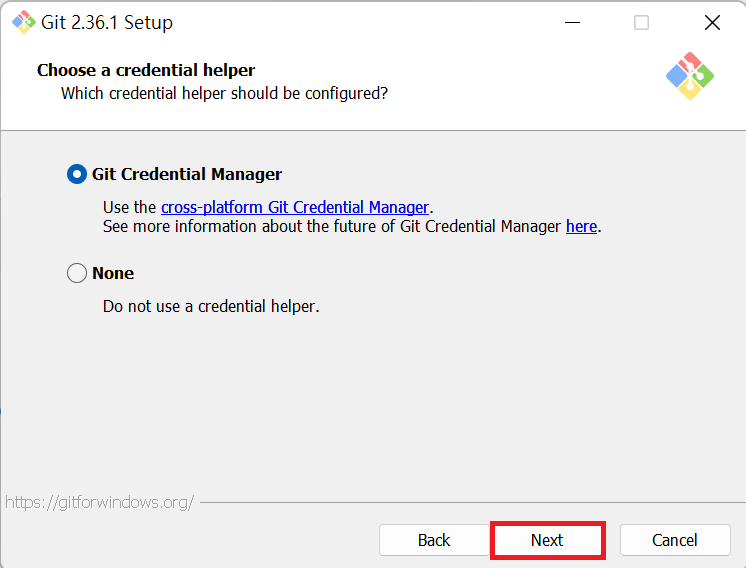 Git 2.36.1 Setup
Choose a credential helper
Which credential helper should be configured?
Git Credential Manager
Use the cross-platform Git Credential Manager.
See more information about the future of Git Credential Manager here.
None
Do not use a credential helper.
https://gitforwindows.org/
Back Next Cancel